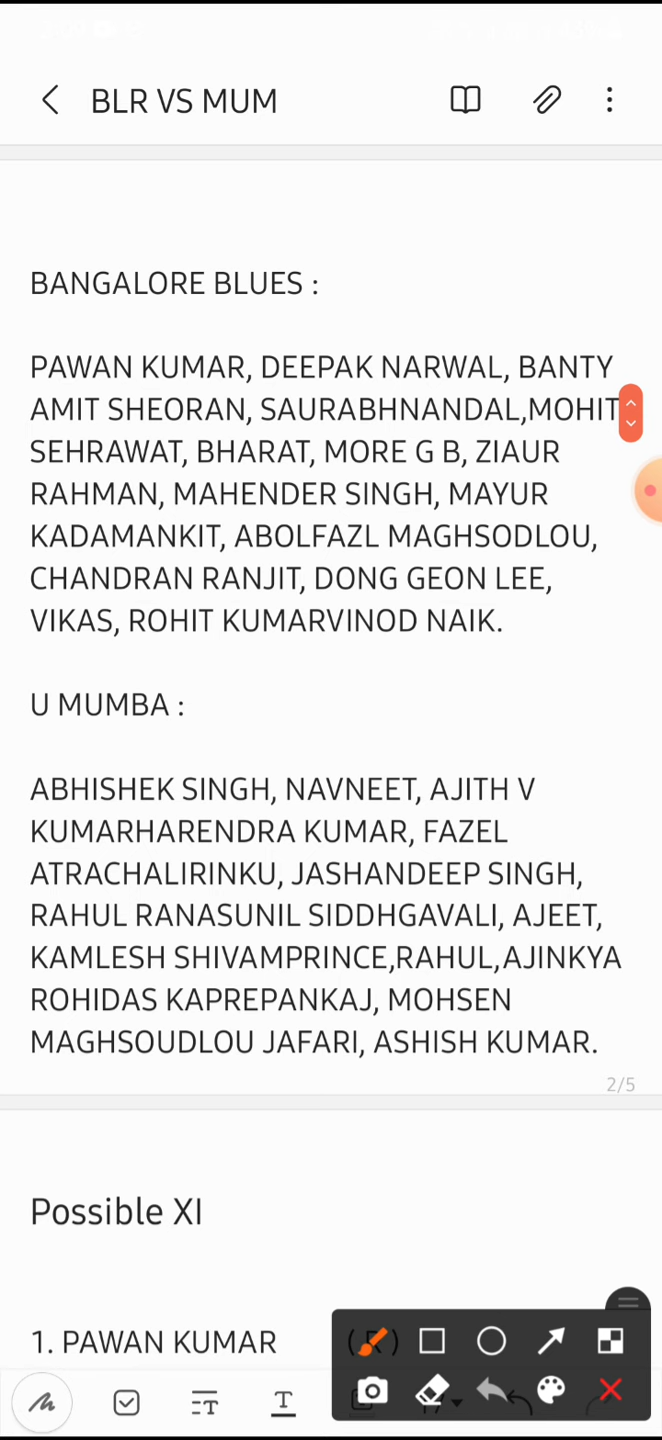 BLR VS MUM
BANGALORE BLUES :
PAWAN KUMAR, DEEPAK NARWAL, BANTY
AMIT SHEORAN, SAURABHNANDAL,MOHIT
SEHRAWAT, BHARAT, MORE G B, ZIAUR
RAHMAN, MAHENDER SINGH, MAYUR
KADAMANKIT, ABOLFAZL MAGHSODLOU,
CHANDRAN RANJIT, DONG GEON LEE,
VIKAS, ROHIT KUMARVINOD NAIK.
U MUMBA :
ABHISHEK SINGH, NAVNEET, AJITH V
KUMARHARENDRA KUMAR, FAZEL
ATRACHALIRINKU, JASHANDEEP SINGH,
RAHUL RANASUNIL SIDDHGAVALI, AJEET,
KAMLESH SHIVAMPRINCE,RAHUL,AJINKYA
ROHIDAS KAPREPANKAJ, MOHSEN
MAGHSOUDLOU JAFARI, ASHISH KUMAR.
2/5
Possible XI
1. PAWAN KUMAR